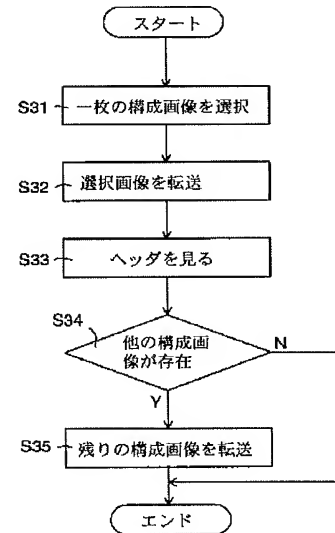 スタート
S31 一枚の構成画像を選択
S32 選択画像を転送
S33 ヘッダを見る
S34
他の構成画
像が存在
N
Y
S35 残りの構成画像を転送
エンド